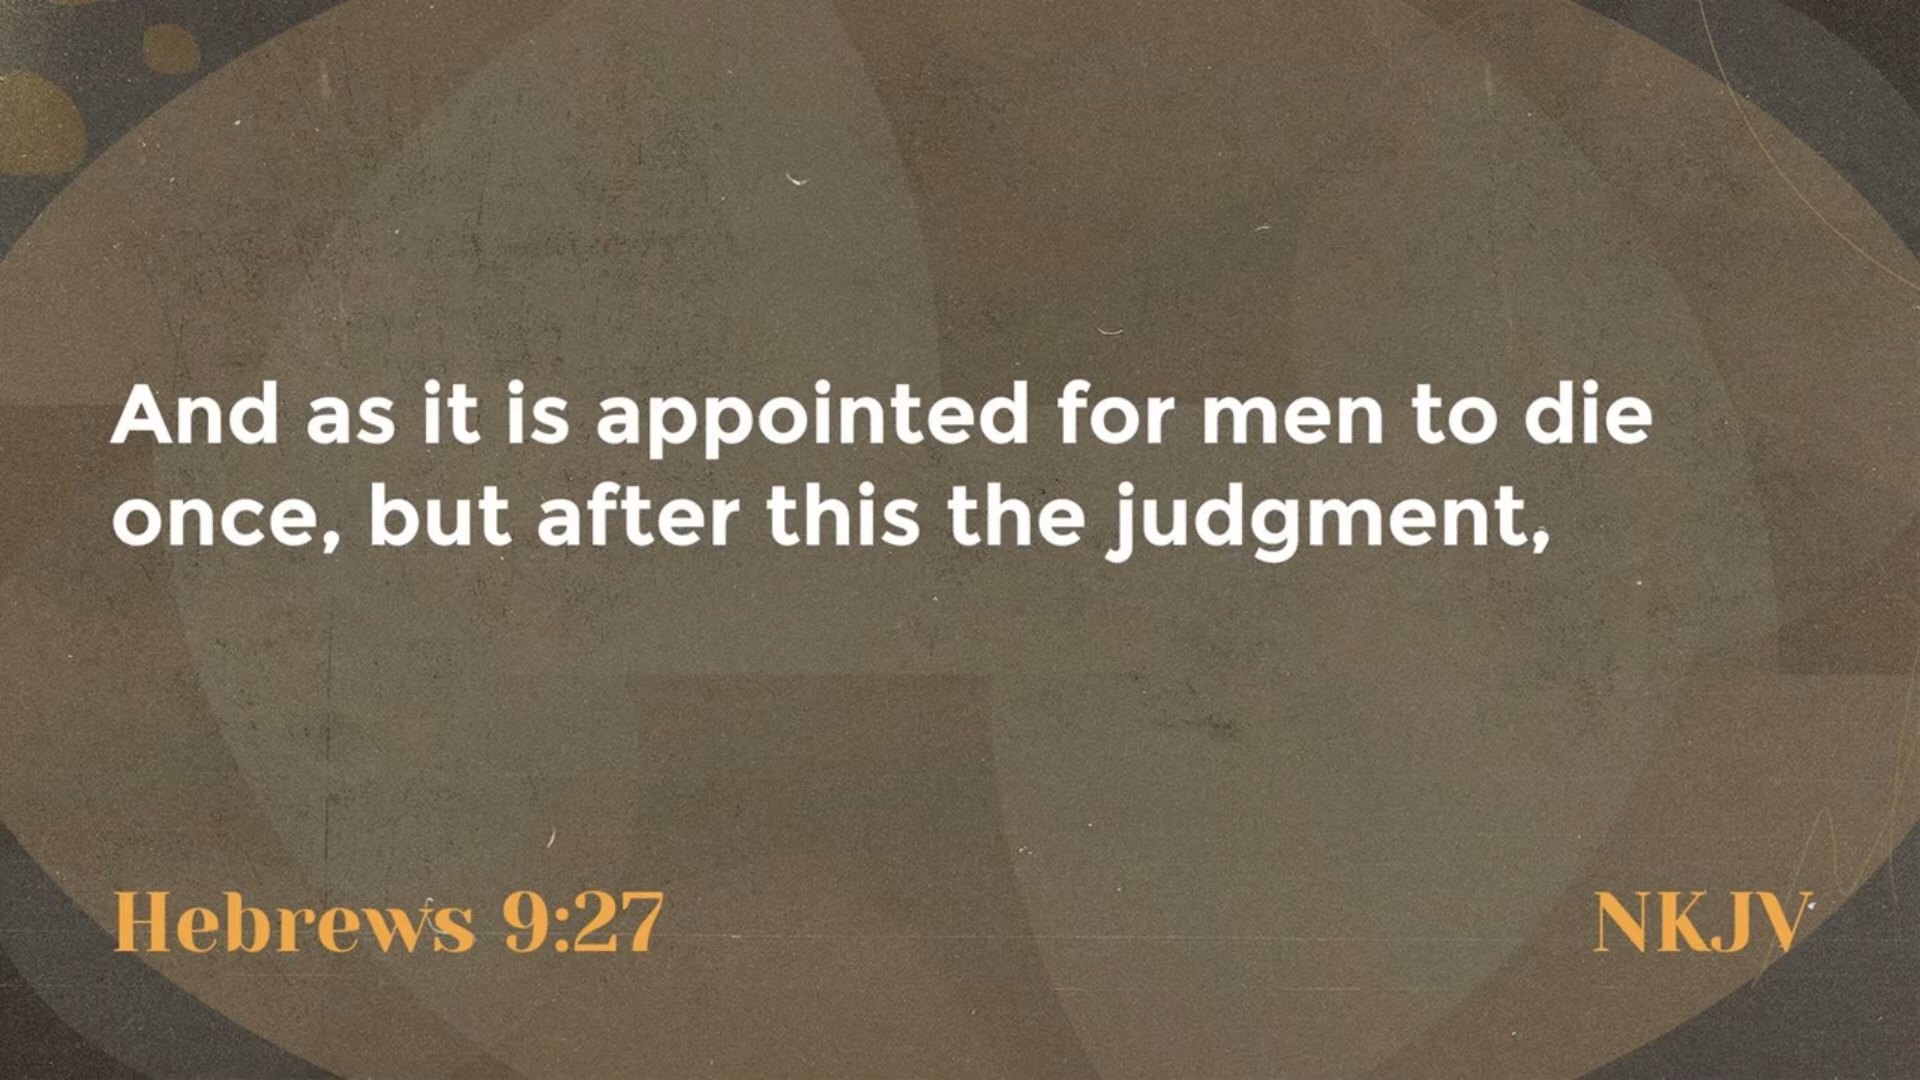 And as it is appointed for men to die
once, but after this the judgment,
Hebrews 9:27
NKJV